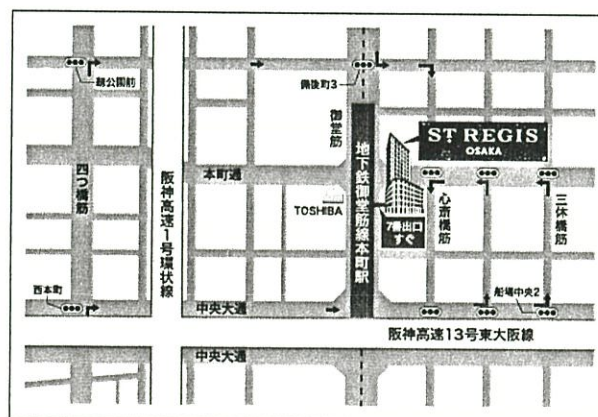 靱公園前
備後町3
御堂筋
ST REGIS
OSAKA
四つ橋筋
阪神高速1号環状線
本町通
地下鉄御堂筋線本町駅
TOSHIBA
7番出口
すぐ
心斎橋筋
三休橋筋
西本町
船場中央2
中央大通
阪神高速13号東大阪線
中央大通